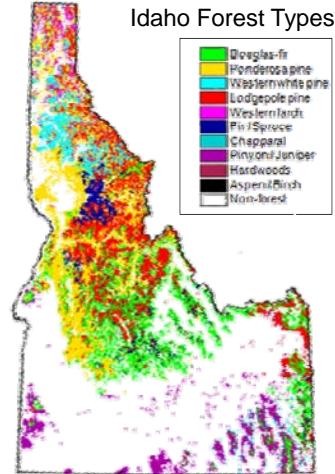 Idaho Forest Types
Douglas-fir
Ponderosa pine
Western white pine
Lodgepole pine
Western larch
Fir / Spruce
Chapparal
Pinyon / Juniper
Hardwoods
Aspen / Birch
Non-forest